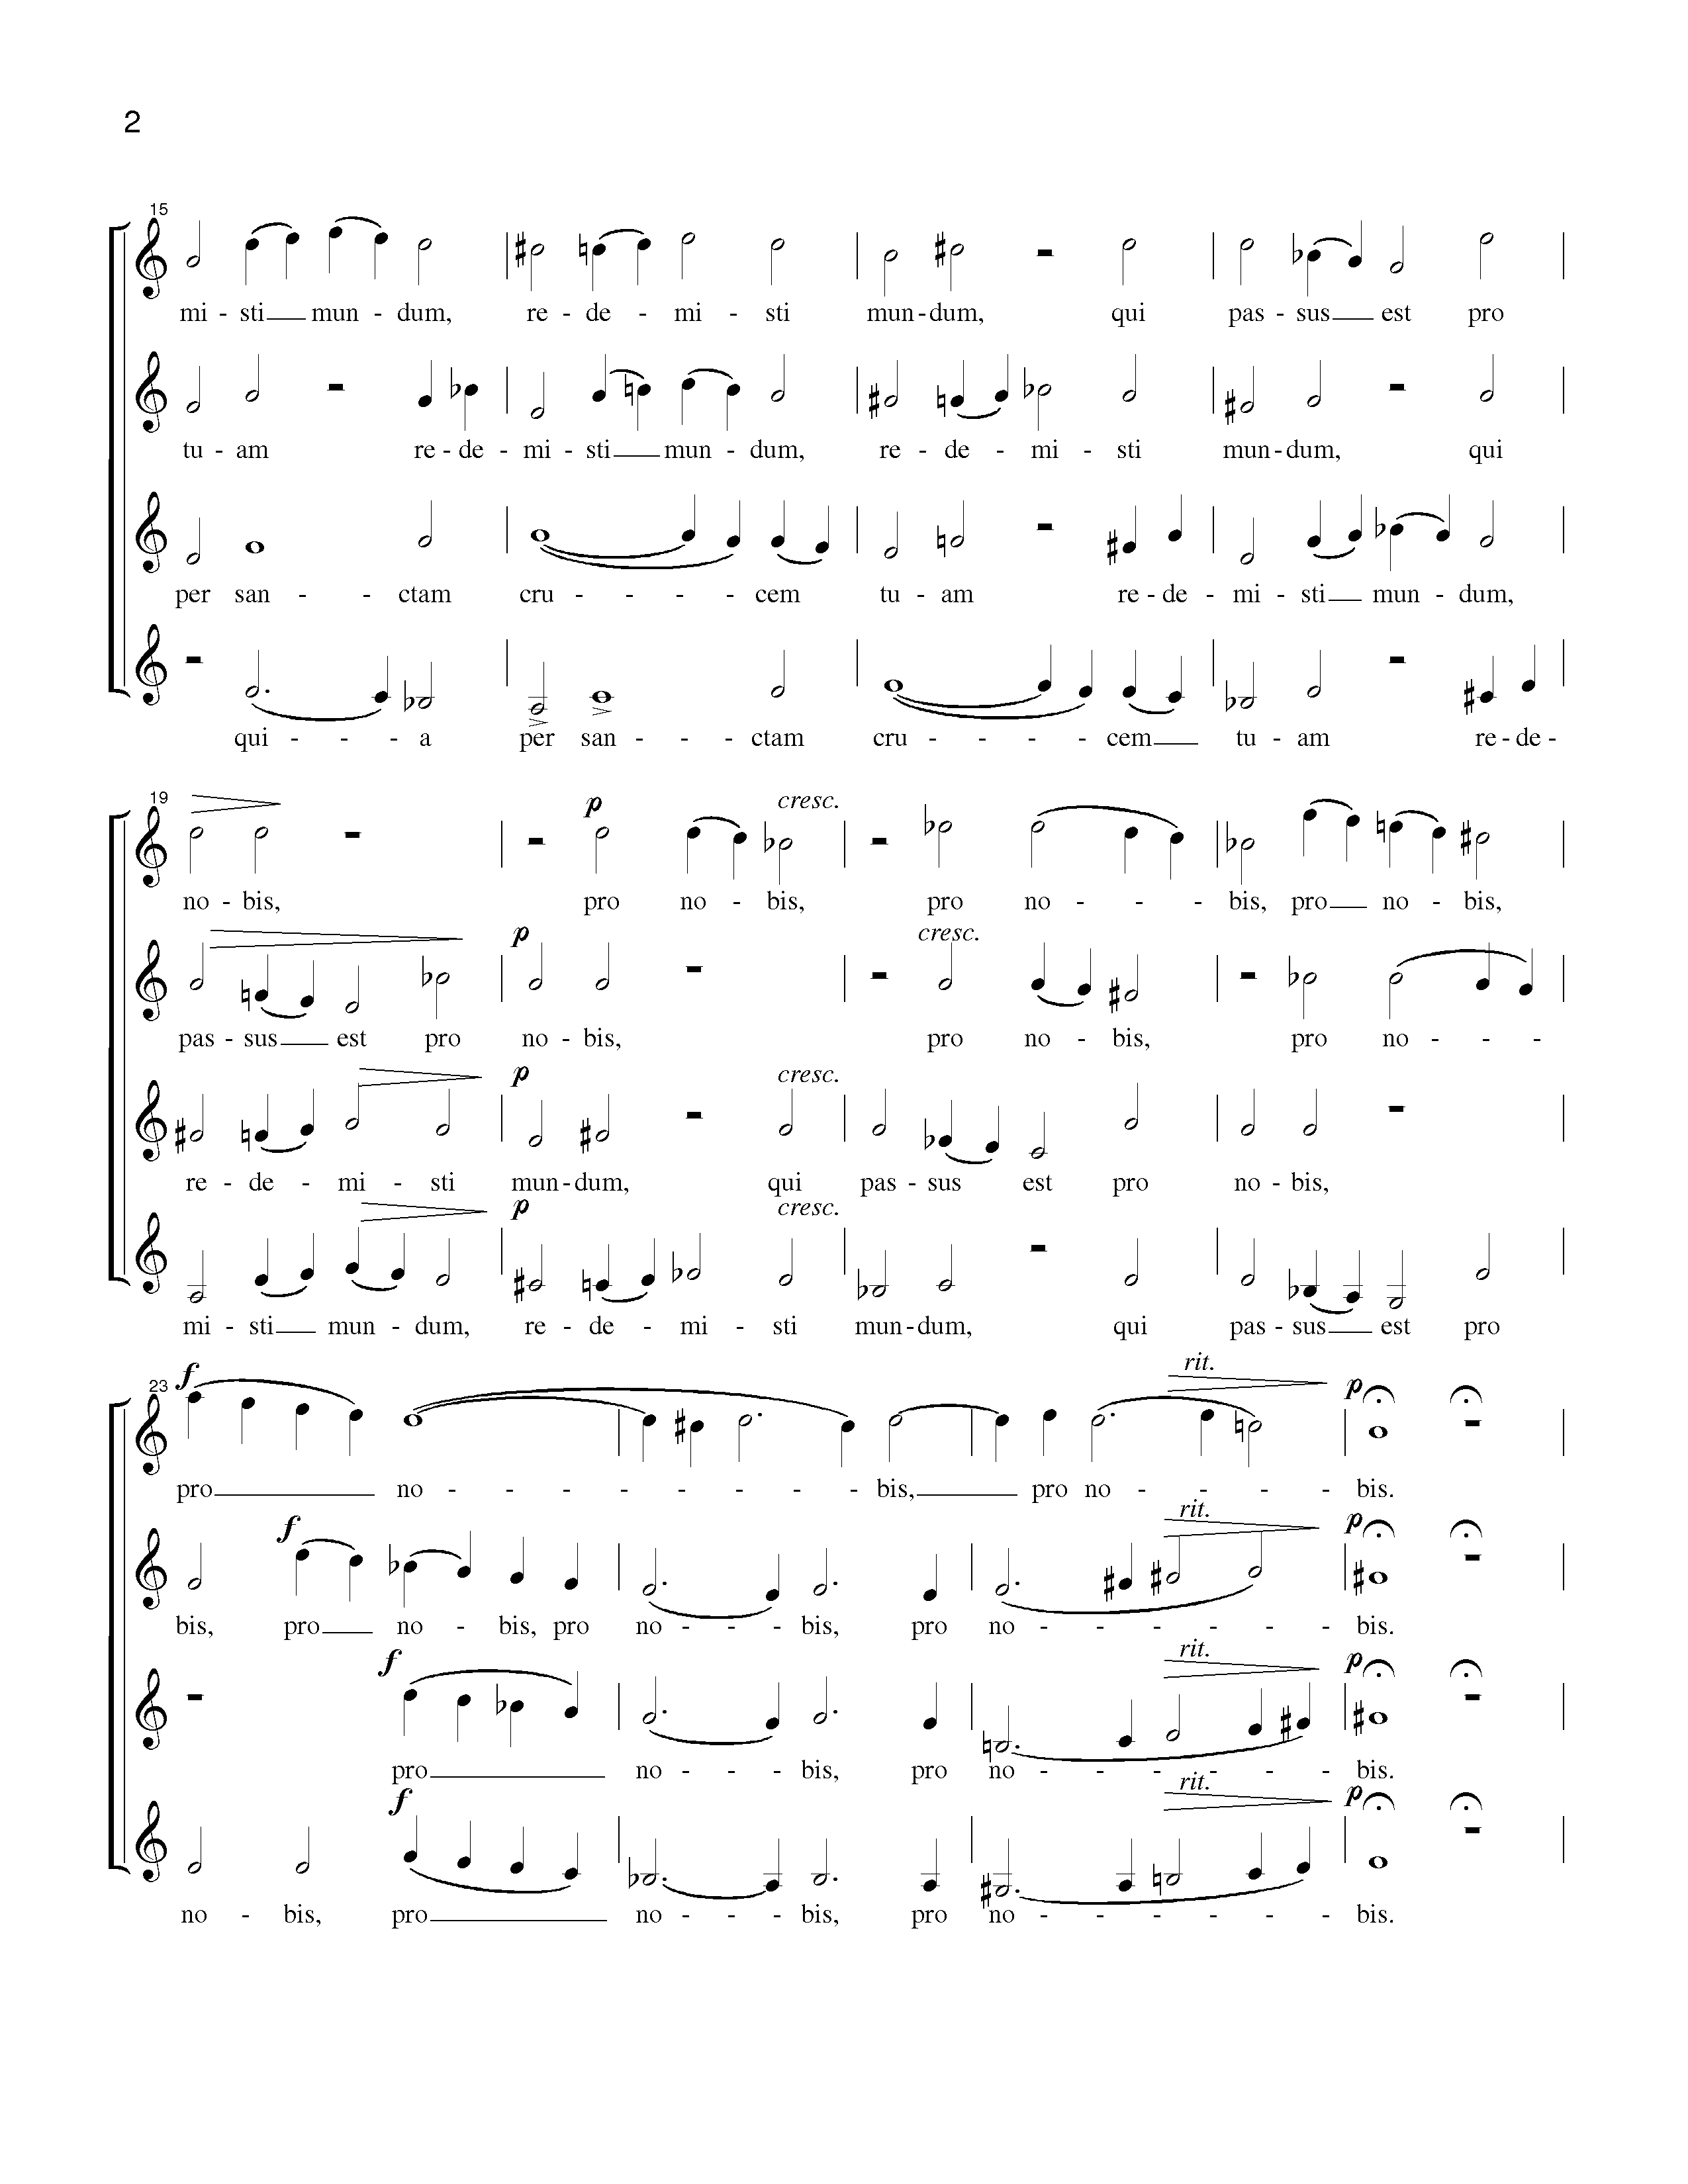 2
15
mi - sti mun - dum, re - de - mi - sti mun - dum, qui pas - sus est pro
tu - am re - de - mi - sti mun - dum, re - de - mi - sti mun - dum, qui
per san - - ctam cru - - - - cem tu - am re - de - mi - sti mun - dum,
qui - - - a per san - - - ctam cru - - - - cem tu - am re - de -
19
p cresc.
no - bis, pro no - bis, pro no - - - bis, pro no - bis,
p cresc.
pas - sus est pro no - bis, pro no - bis, pro no - - -
p cresc.
re - de - mi - sti mun - dum, qui pas - sus est pro no - bis,
p cresc.
mi - sti mun - dum, re - de - mi - sti mun - dum, qui pas - sus est pro
23
f rit. p
pro no - - - - - - - - bis, pro no - - - - bis.
f rit. p
bis, pro no - bis, pro no - - - bis, pro no - - - - - - bis.
f rit. p
pro no - - - bis, pro no - - - - - - bis.
f rit. p
no - bis, pro no - - - bis, pro no - - - - - - bis.